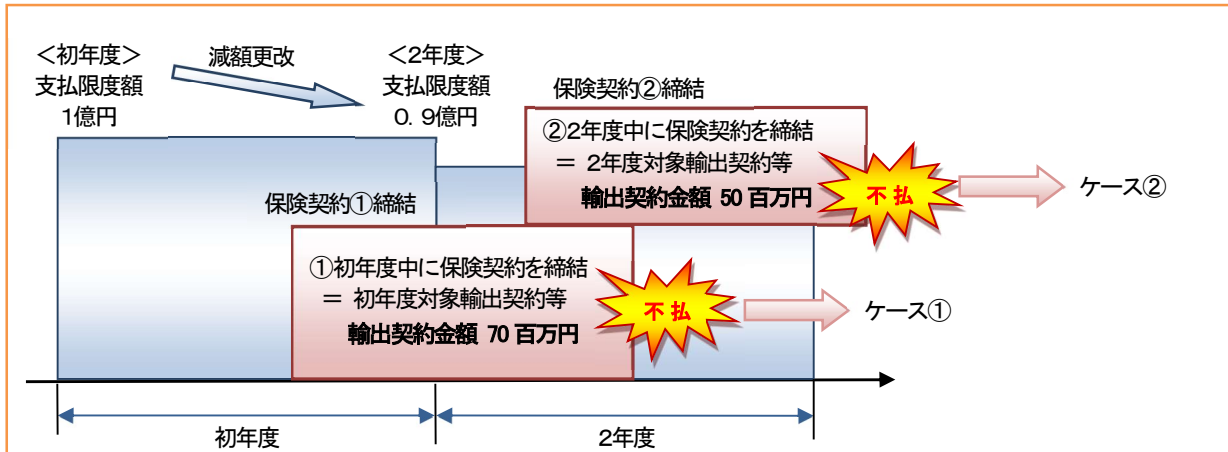 <初年度>
支払限度額
1億円
減額更改
<2年度>
支払限度額
0.9億円
保険契約②締結
②2年度中に保険契約を締結
= 2年度対象輸出契約等
輸出契約金額 50 百万円
不 払
ケース②
保険契約①締結
①初年度中に保険契約を締結
= 初年度対象輸出契約等
輸出契約金額 70 百万円
不 払
ケース①
初年度
2年度